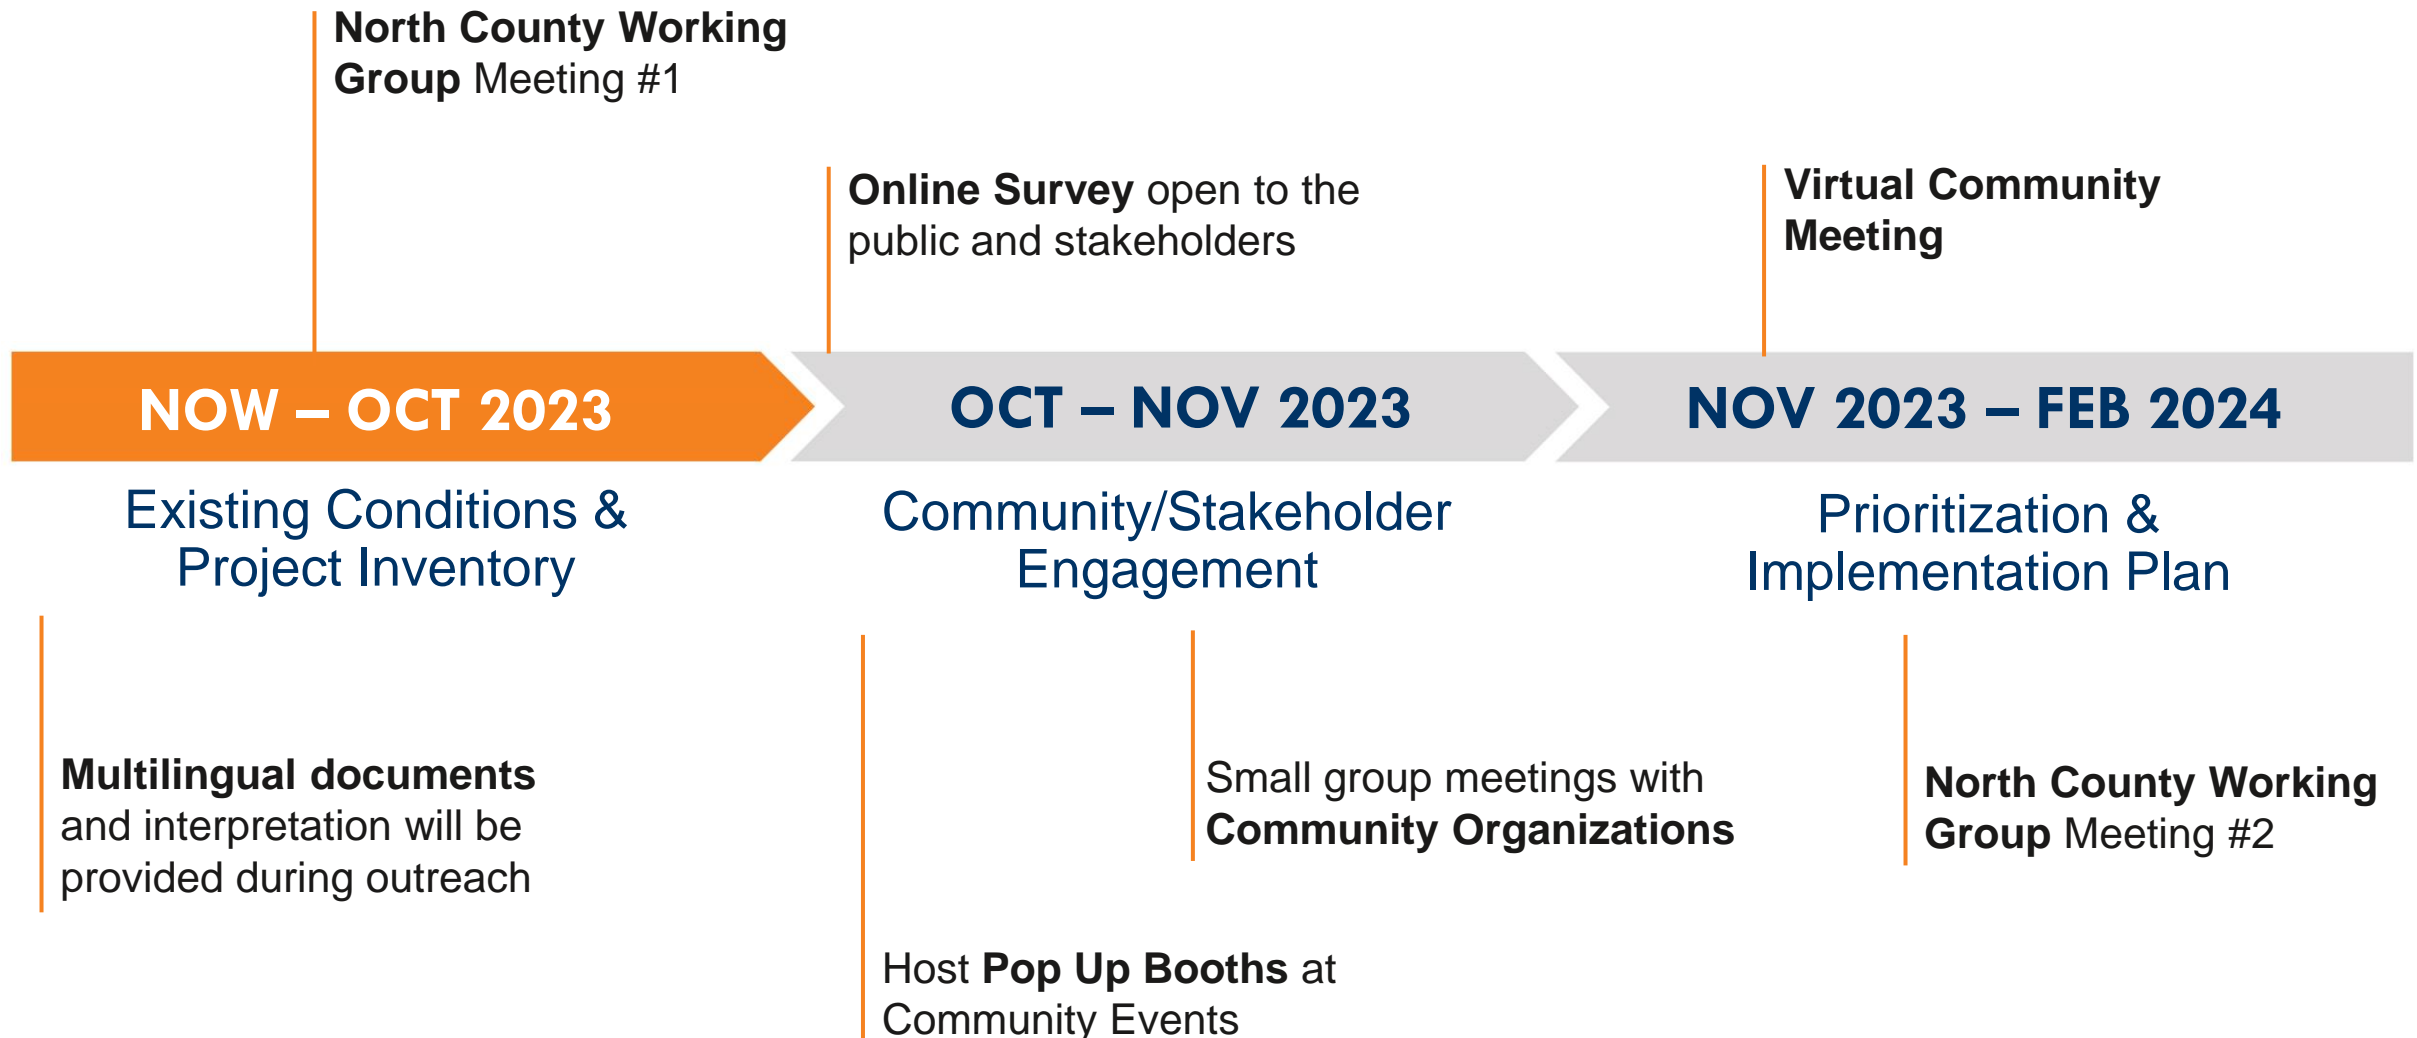 North County Working
Group Meeting #1
Online Survey open to the
public and stakeholders
Virtual Community
Meeting
NOW – OCT 2023
OCT – NOV 2023
NOV 2023 – FEB 2024
Existing Conditions &
Project Inventory
Community/Stakeholder
Engagement
Prioritization &
Implementation Plan
Multilingual documents
and interpretation will be
provided during outreach
Small group meetings with
Community Organizations
North County Working
Group Meeting #2
Host Pop Up Booths at
Community Events